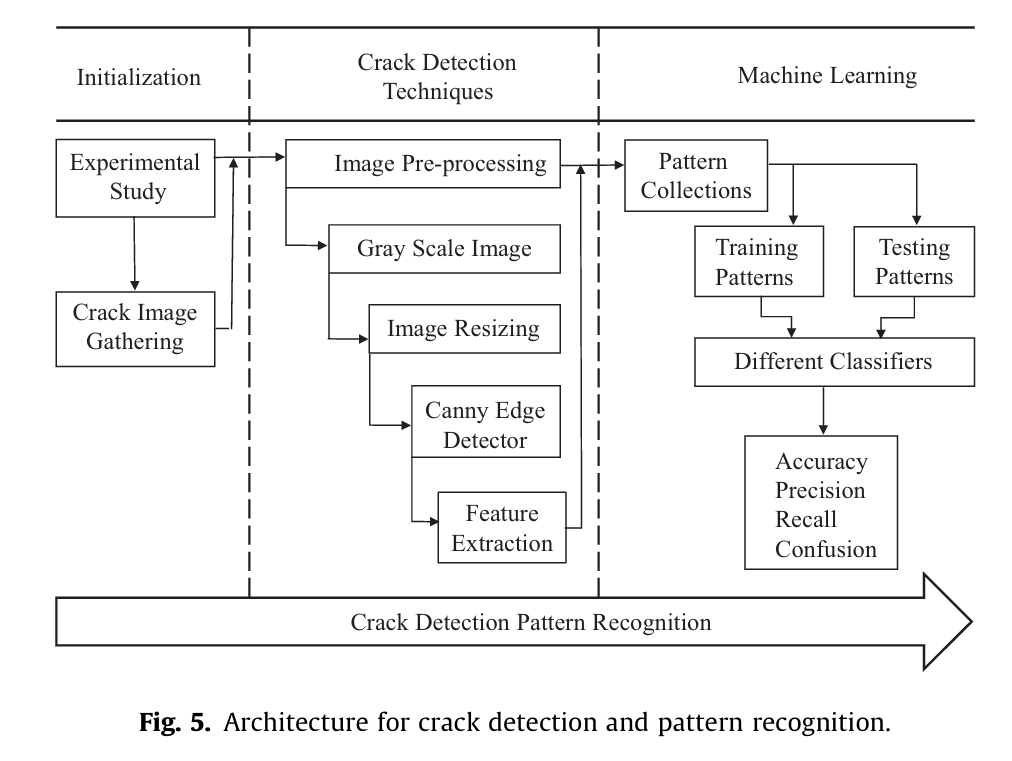 Initialization
Crack Detection
Techniques
Machine Learning
Experimental
Study
Crack Image
Gathering
Image Pre-processing
Gray Scale Image
Image Resizing
Canny Edge
Detector
Feature
Extraction
Pattern
Collections
Training
Patterns
Testing
Patterns
Different Classifiers
Accuracy
Precision
Recall
Confusion
Crack Detection Pattern Recognition
Fig. 5. Architecture for crack detection and pattern recognition.